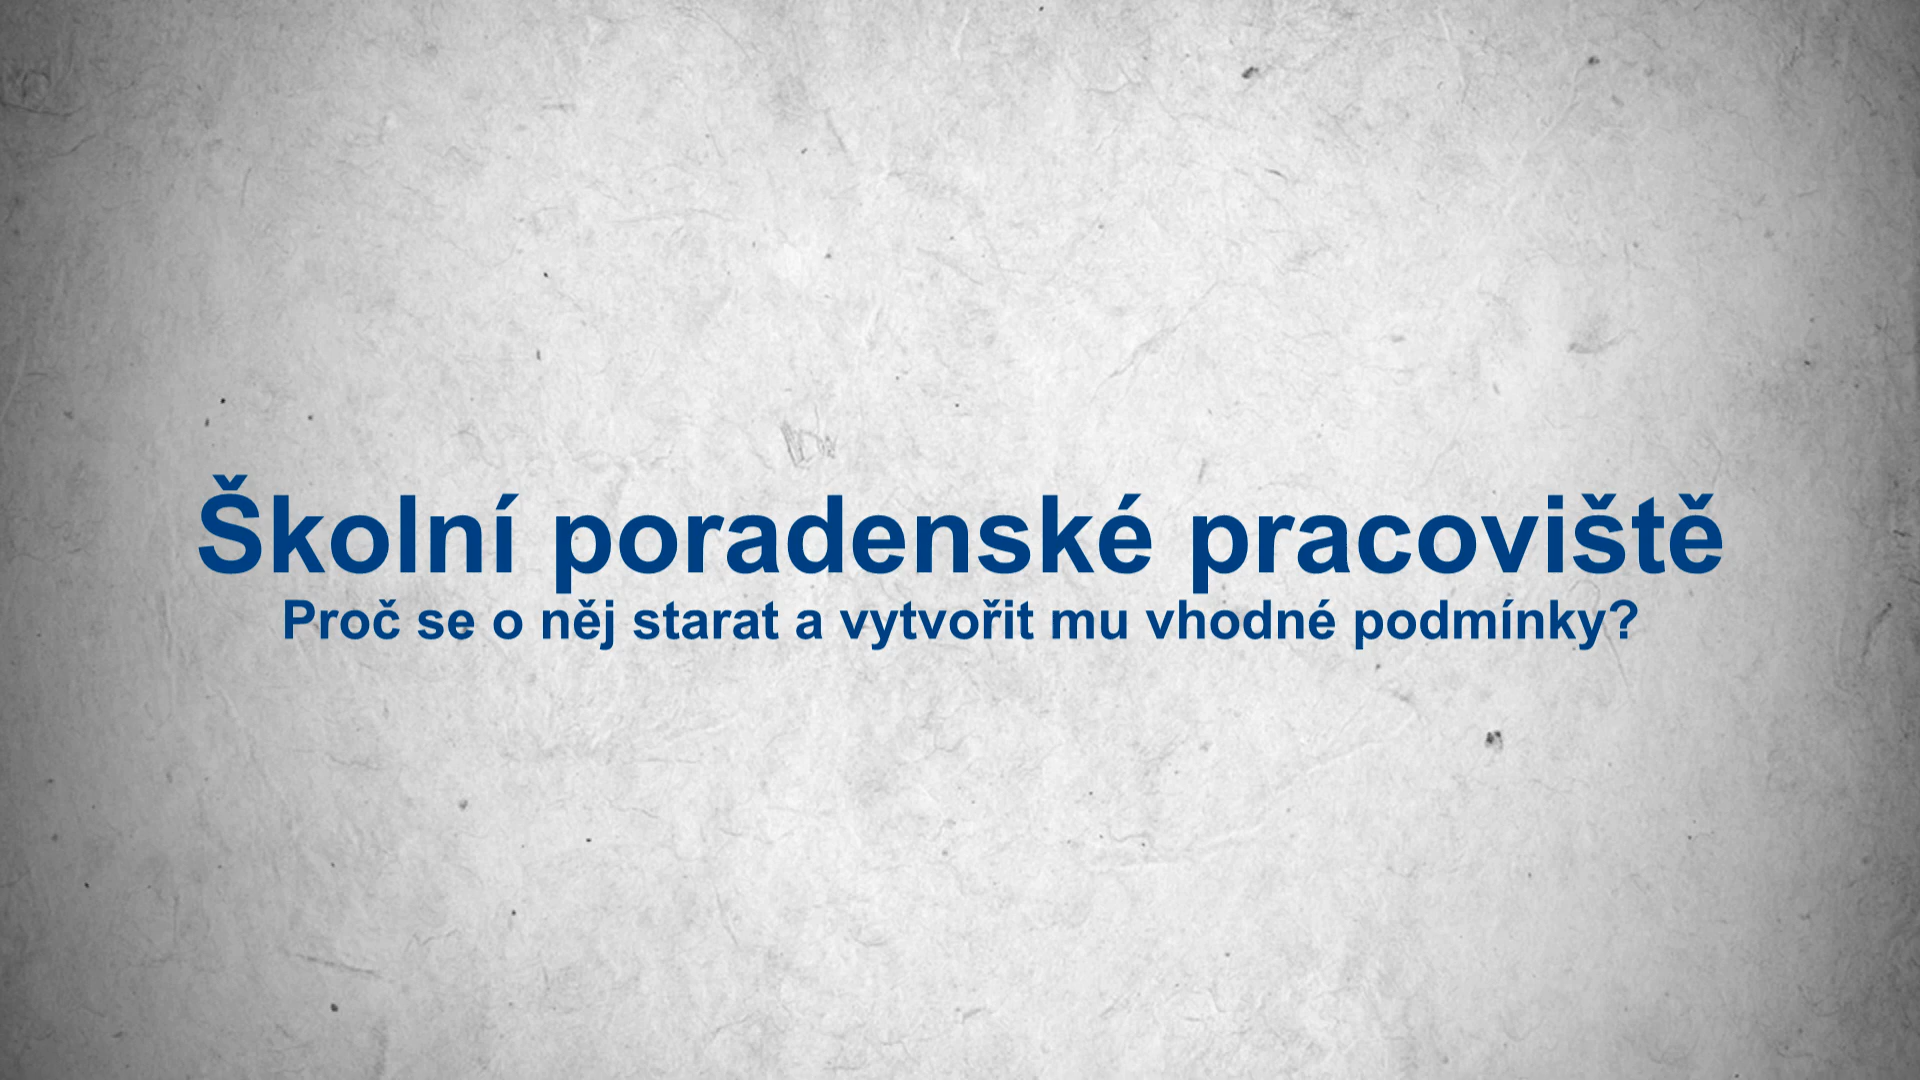 Školní poradenské pracoviště
Proč se o něj starat a vytvořit mu vhodné podmínky?